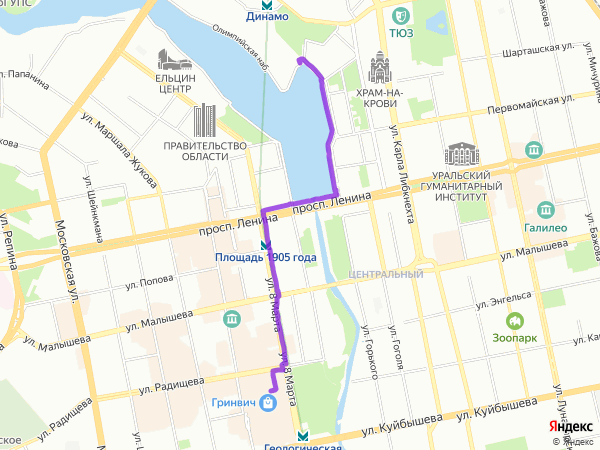 ГУПС
Динамо
Олимпийская наб.
ТЮЗ
Шарташская ул.
Бажова
ул. Мичурина
ул. Папанина
ЕЛЬЦИН
ЦЕНТР
ХРАМ-НА-
КРОВИ
Первомайская ул.
ул. Маршала Жукова
ПРАВИТЕЛЬСТВО
ОБЛАСТИ
ул. Карла Либкнехта
УРАЛЬСКИЙ
ГУМАНИТАРНЫЙ
ИНСТИТУТ
ул. Шейнкмана
ул. Репина
Московская ул.
просп. Ленина
просп. Ленина
Галилео
ул. Бажова
Площадь 1905 года
ул. Малышева
ул. Попова
ЦЕНТРАЛЬНЫЙ
ул. 8 Марта
ул. Энгельса
ул. Малышева
Зоопарк
ул. Горького
ул. Гоголя
ул. 8 Марта
ул. Радищева
Гринвич
ул. Радищева
ул. Куйбышева
ул. Куйбышева
Геологическая
Яндекс
© Яндекс